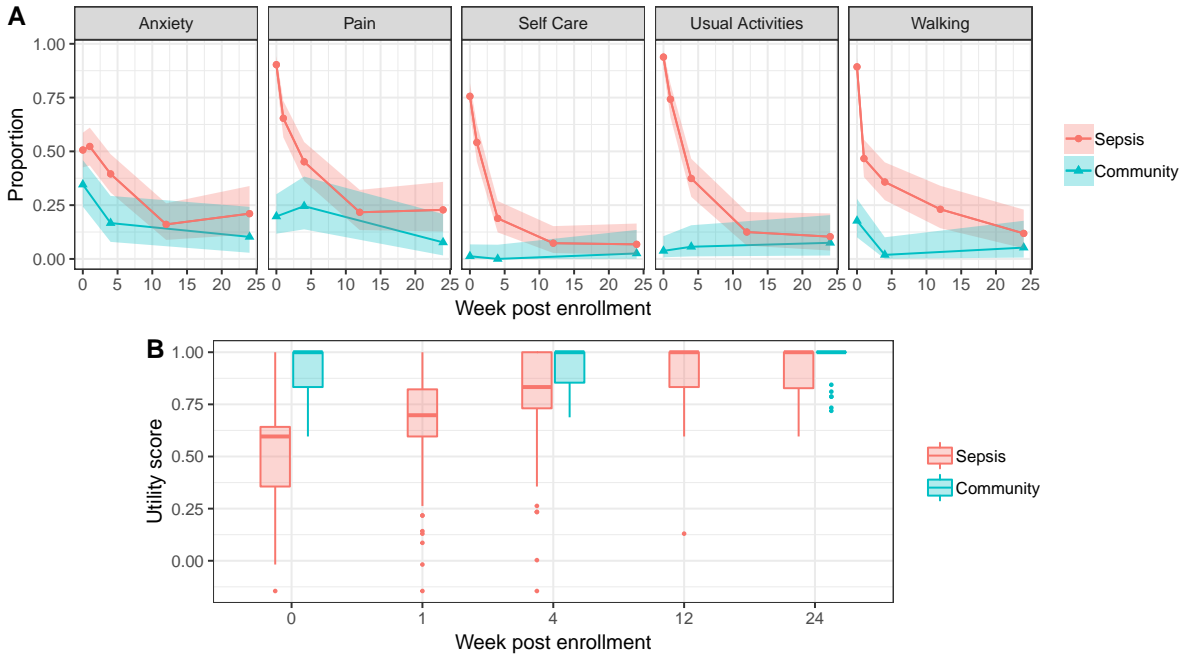 A
Anxiety Pain Self Care Usual Activities Walking
1.00
0.75
0.50
0.25
0.00
Proportion
0 5 10 15 20 25 0 5 10 15 20 25 0 5 10 15 20 25 0 5 10 15 20 25 0 5 10 15 20 25
Week post enrollment
Sepsis
Community
B
1.00
0.75
0.50
0.25
0.00
Utility score
0 1 4 12 24
Week post enrollment
Sepsis
Community